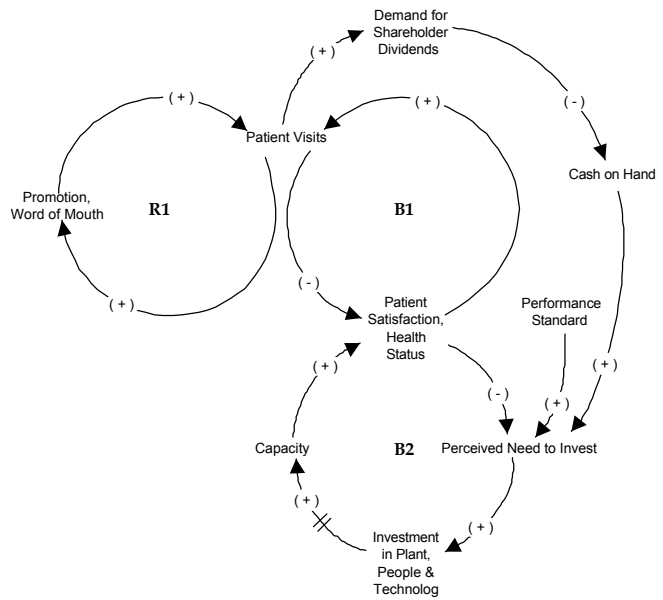 Demand for
Shareholder
Dividends
( + )
( + )
( + )
( - )
Patient Visits
Cash on Hand
Promotion,
Word of Mouth
R1
B1
( - )
( + )
Patient
Satisfaction,
Health
Status
Performance
Standard
( + )
( + )
( - )
( + )
Capacity
B2
Perceived Need to Invest
( + )
( + )
Investment
in Plant,
People &
Technolog